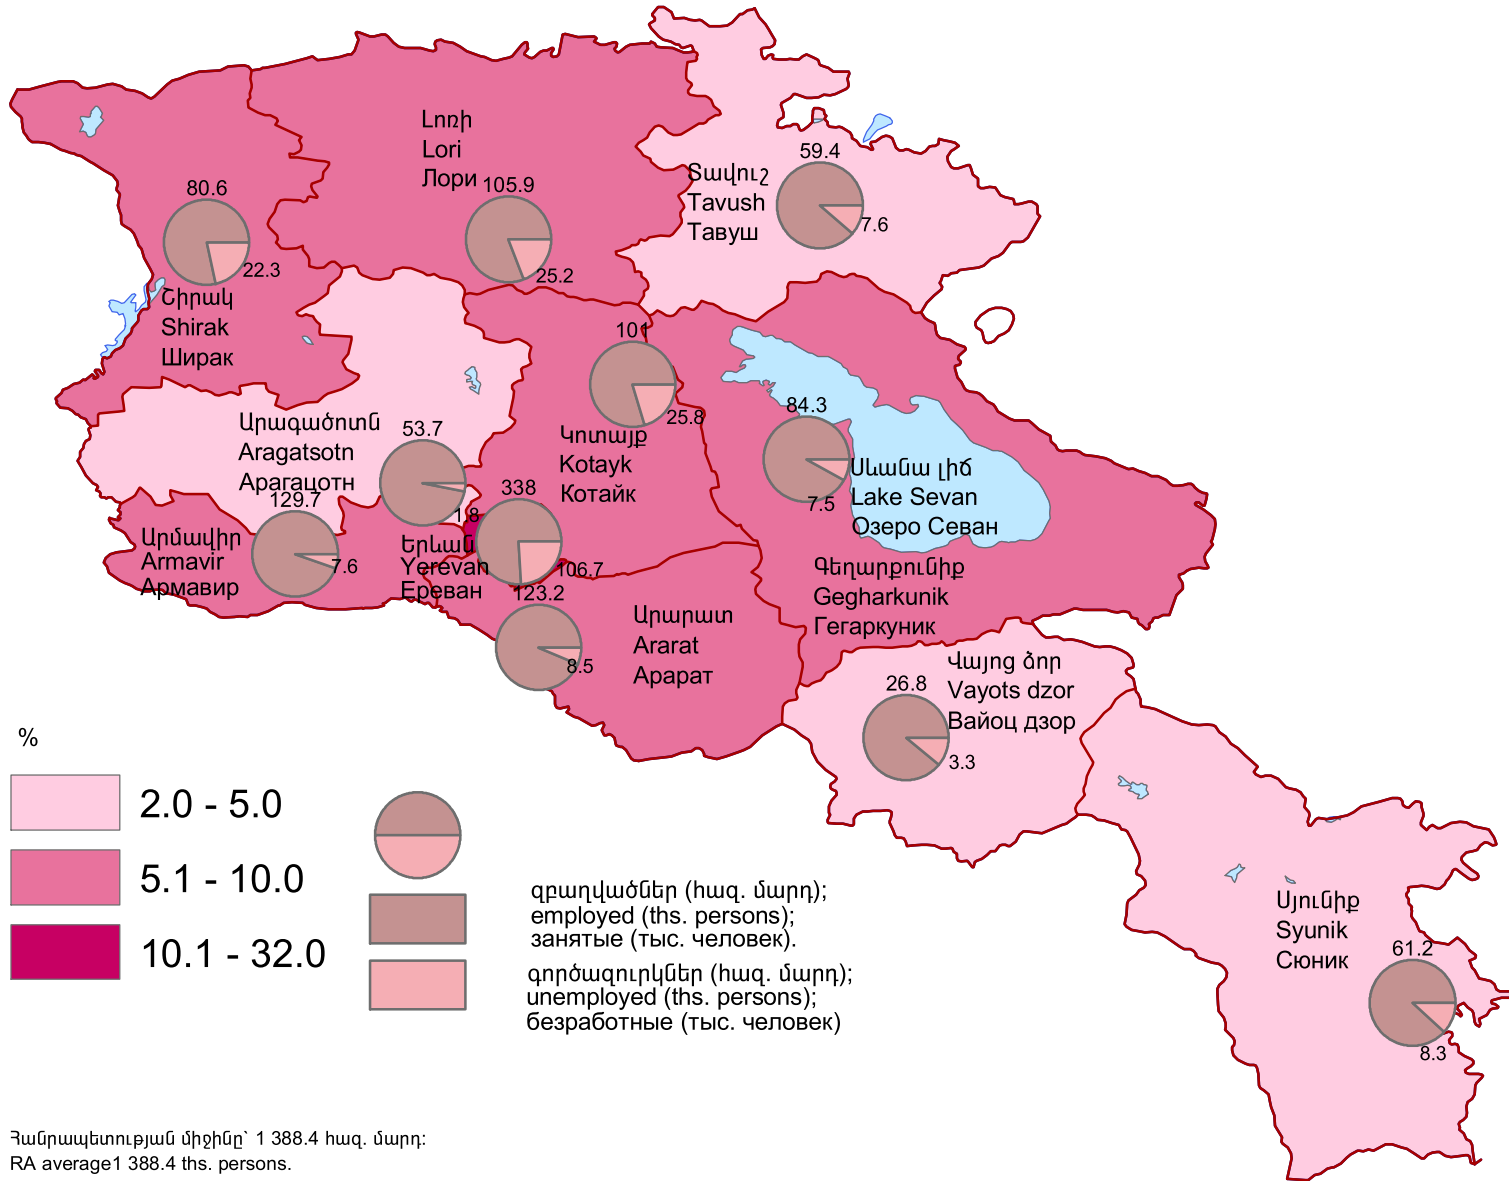 59.4
Տավուշ
Tavush
Тавуш
7.6
Լոռի
Lori
Лори
105.9
25.2
80.6
22.3
Շիրակ
Shirak
Ширак
101
25.8
Կոտայք
Kotayk
Котайк
Արագածոտն
Aragatsotn
Арагацотн
53.7
1.8
84.3
7.5
Սևանա լիճ
Lake Sevan
Озеро Севан
129.7
Արմավիր
Armavir
Армавир
7.6
338
Երևան
Yerevan
Ереван
106.7
123.2
8.5
Արարատ
Ararat
Арарат
Գեղարքունիք
Gegharkunik
Гегаркуник
26.8
Վայոց ձոր
Vayots dzor
Вайоц дзор
3.3
Սյունիք
Syunik
Сюник
61.2
8.3
%
2.0 - 5.0
5.1 - 10.0
10.1 - 32.0
զբաղվածներ (հազ. մարդ);
employed (ths. persons);
занятые (тыс. человек).
գործազուրկներ (հազ. մարդ);
unemployed (ths. persons);
безработные (тыс. человек)
Հանրապետության միջինը` 1 388.4 հազ. մարդ:
RA average1 388.4 ths. persons.